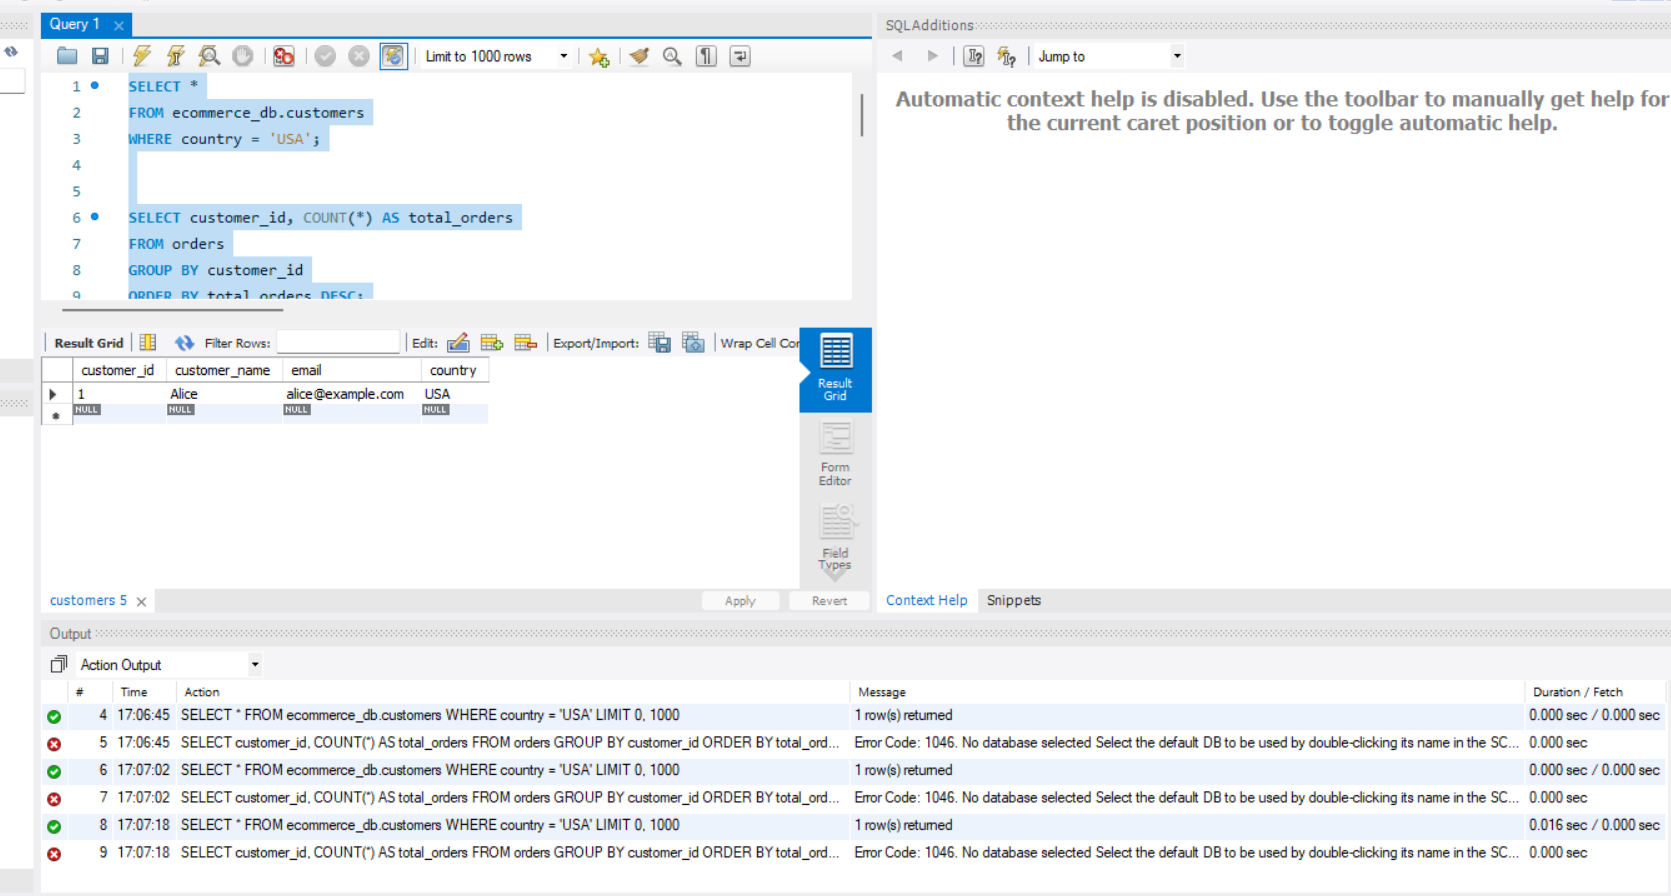 Query 1
SQLAdditions
Limit to 1000 rows
Jump to
1 SELECT *
2 FROM ecommerce_db.customers
3 WHERE country = 'USA';
4
5
6 SELECT customer_id, COUNT(*) AS total_orders
7 FROM orders
8 GROUP BY customer_id
9 ORDER BY total_orders DESC;
Automatic context help is disabled. Use the toolbar to manually get help for
the current caret position or to toggle automatic help.
Result Grid Filter Rows: Edit: Export/Import: Wrap Cell Con
customer_id customer_name email country
1 Alice alice@example.com USA
NULL NULL NULL NULL
Result
Grid
Form
Editor
Field
Types
customers 5 Apply Revert
Context Help Snippets
Output
Action Output
# Time Action Message Duration / Fetch
4 17:06:45 SELECT * FROM ecommerce_db.customers WHERE country = 'USA' LIMIT 0, 1000 1 row(s) returned 0.000 sec / 0.000 sec
5 17:06:45 SELECT customer_id, COUNT(*) AS total_orders FROM orders GROUP BY customer_id ORDER BY total_ord... Error Code: 1046. No database selected Select the default DB to be used by double-clicking its name in the SC... 0.000 sec
6 17:07:02 SELECT * FROM ecommerce_db.customers WHERE country = 'USA' LIMIT 0, 1000 1 row(s) returned 0.000 sec / 0.000 sec
7 17:07:02 SELECT customer_id, COUNT(*) AS total_orders FROM orders GROUP BY customer_id ORDER BY total_ord... Error Code: 1046. No database selected Select the default DB to be used by double-clicking its name in the SC... 0.000 sec
8 17:07:18 SELECT * FROM ecommerce_db.customers WHERE country = 'USA' LIMIT 0, 1000 1 row(s) returned 0.016 sec / 0.000 sec
9 17:07:18 SELECT customer_id, COUNT(*) AS total_orders FROM orders GROUP BY customer_id ORDER BY total_ord... Error Code: 1046. No database selected Select the default DB to be used by double-clicking its name in the SC... 0.000 sec